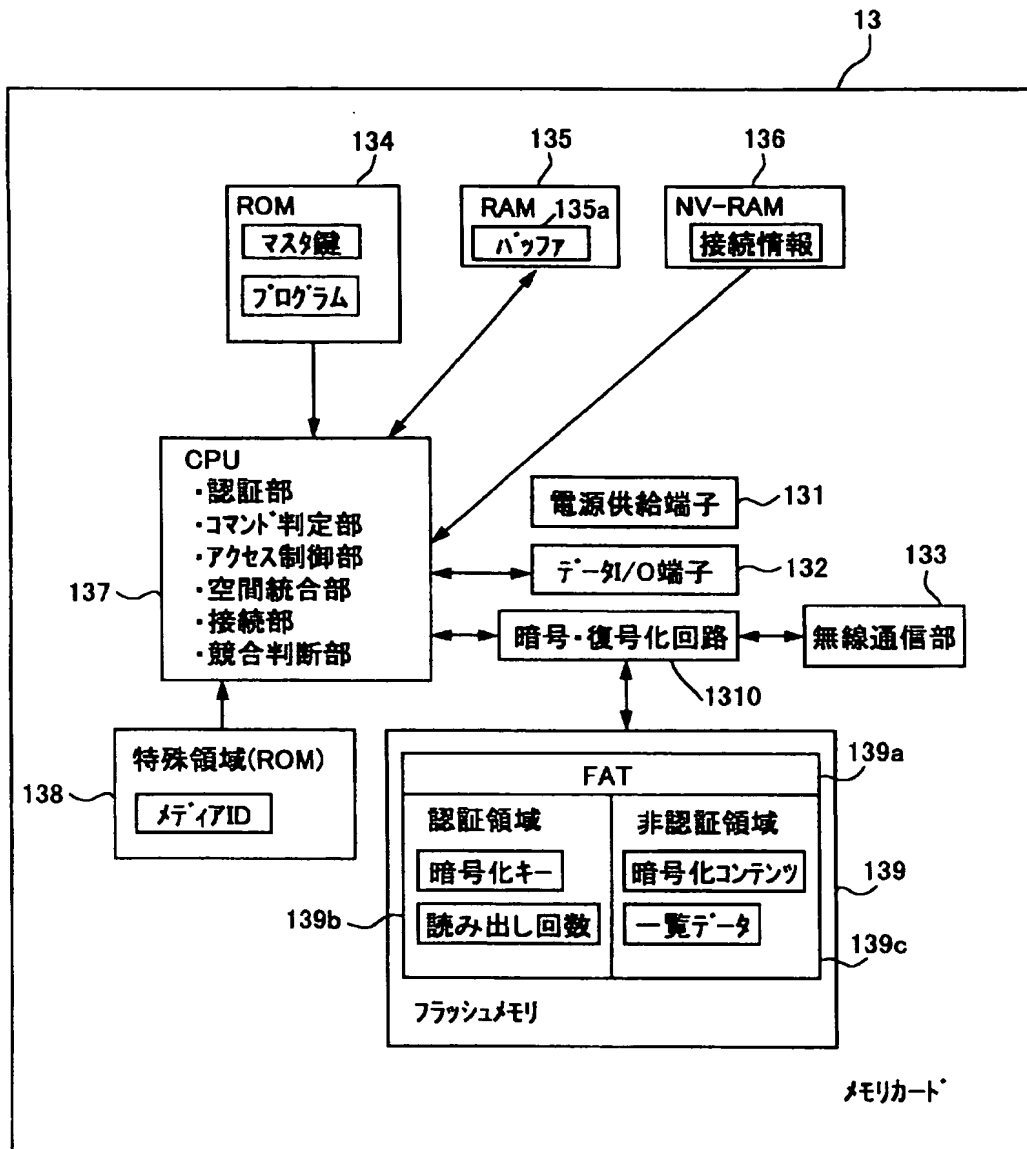 13
134
135
136
ROM
マスタ鍵
プログラム
RAM
135a
バッファ
NV-RAM
接続情報
CPU
・認証部
・コマンド判定部
・アクセス制御部
・空間統合部
・接続部
・競合判断部
137
電源供給端子
131
データI/O端子
132
133
暗号・復号化回路
無線通信部
1310
特殊領域(ROM)
メディアID
138
FAT
139a
認証領域
非認証領域
暗号化キー
暗号化コンテンツ
139
139b
読み出し回数
一覧データ
139c
フラッシュメモリ
メモリカード